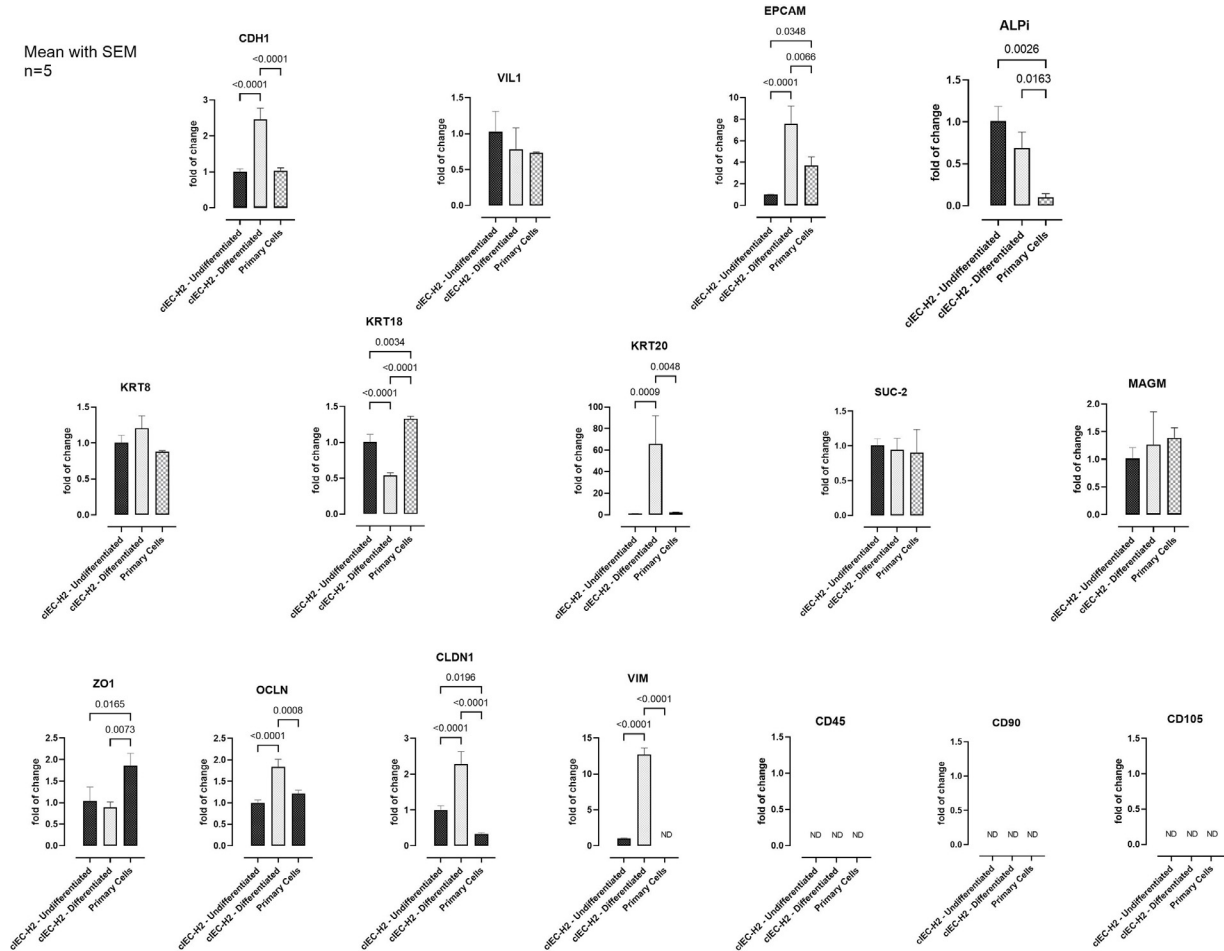 Mean with SEM
n=5
CDH1
<0.0001
<0.0001
fold of change
3
2
1
0
cIEC-H2 - Undifferentiated
cIEC-H2 - Differentiated
Primary Cells
VIL1
fold of change
1.5
1.0
0.5
0.0
cIEC-H2 - Undifferentiated
cIEC-H2 - Differentiated
Primary Cells
EPCAM
0.0348
0.0066
<0.0001
fold of change
10
8
6
4
2
0
cIEC-H2 - Undifferentiated
cIEC-H2 - Differentiated
Primary Cells
ALPi
0.0026
0.0163
fold of change
1.5
1.0
0.5
0.0
cIEC-H2 - Undifferentiated
cIEC-H2 - Differentiated
Primary Cells
KRT8
fold of change
1.5
1.0
0.5
0.0
cIEC-H2 - Undifferentiated
cIEC-H2 - Differentiated
Primary Cells
KRT18
0.0034
<0.0001
<0.0001
fold of change
1.5
1.0
0.5
0.0
cIEC-H2 - Undifferentiated
cIEC-H2 - Differentiated
Primary Cells
KRT20
0.0048
0.0009
fold of change
100
80
60
40
20
0
cIEC-H2 - Undifferentiated
cIEC-H2 - Differentiated
Primary Cells
SUC-2
fold of change
1.5
1.0
0.5
0.0
cIEC-H2 - Undifferentiated
cIEC-H2 - Differentiated
Primary Cells
MAGM
fold of change
2.0
1.5
1.0
0.5
0.0
cIEC-H2 - Undifferentiated
cIEC-H2 - Differentiated
Primary Cells
ZO1
0.0165
0.0073
fold of change
2.5
2.0
1.5
1.0
0.5
0.0
cIEC-H2 - Undifferentiated
cIEC-H2 - Differentiated
Primary Cells
OCLN
0.0008
<0.0001
fold of change
2.5
2.0
1.5
1.0
0.5
0.0
cIEC-H2 - Undifferentiated
cIEC-H2 - Differentiated
Primary Cells
CLDN1
0.0196
<0.0001
<0.0001
fold of change
3
2
1
0
cIEC-H2 - Undifferentiated
cIEC-H2 - Differentiated
Primary Cells
VIM
<0.0001
<0.0001
fold of change
15
10
5
0
ND
cIEC-H2 - Undifferentiated
cIEC-H2 - Differentiated
Primary Cells
CD45
fold of change
1.5
1.0
0.5
0.0
ND ND ND
cIEC-H2 - Undifferentiated
cIEC-H2 - Differentiated
Primary Cells
CD90
fold of change
1.5
1.0
0.5
0.0
ND ND ND
cIEC-H2 - Undifferentiated
cIEC-H2 - Differentiated
Primary Cells
CD105
fold of change
1.5
1.0
0.5
0.0
ND ND ND
cIEC-H2 - Undifferentiated
cIEC-H2 - Differentiated
Primary Cells